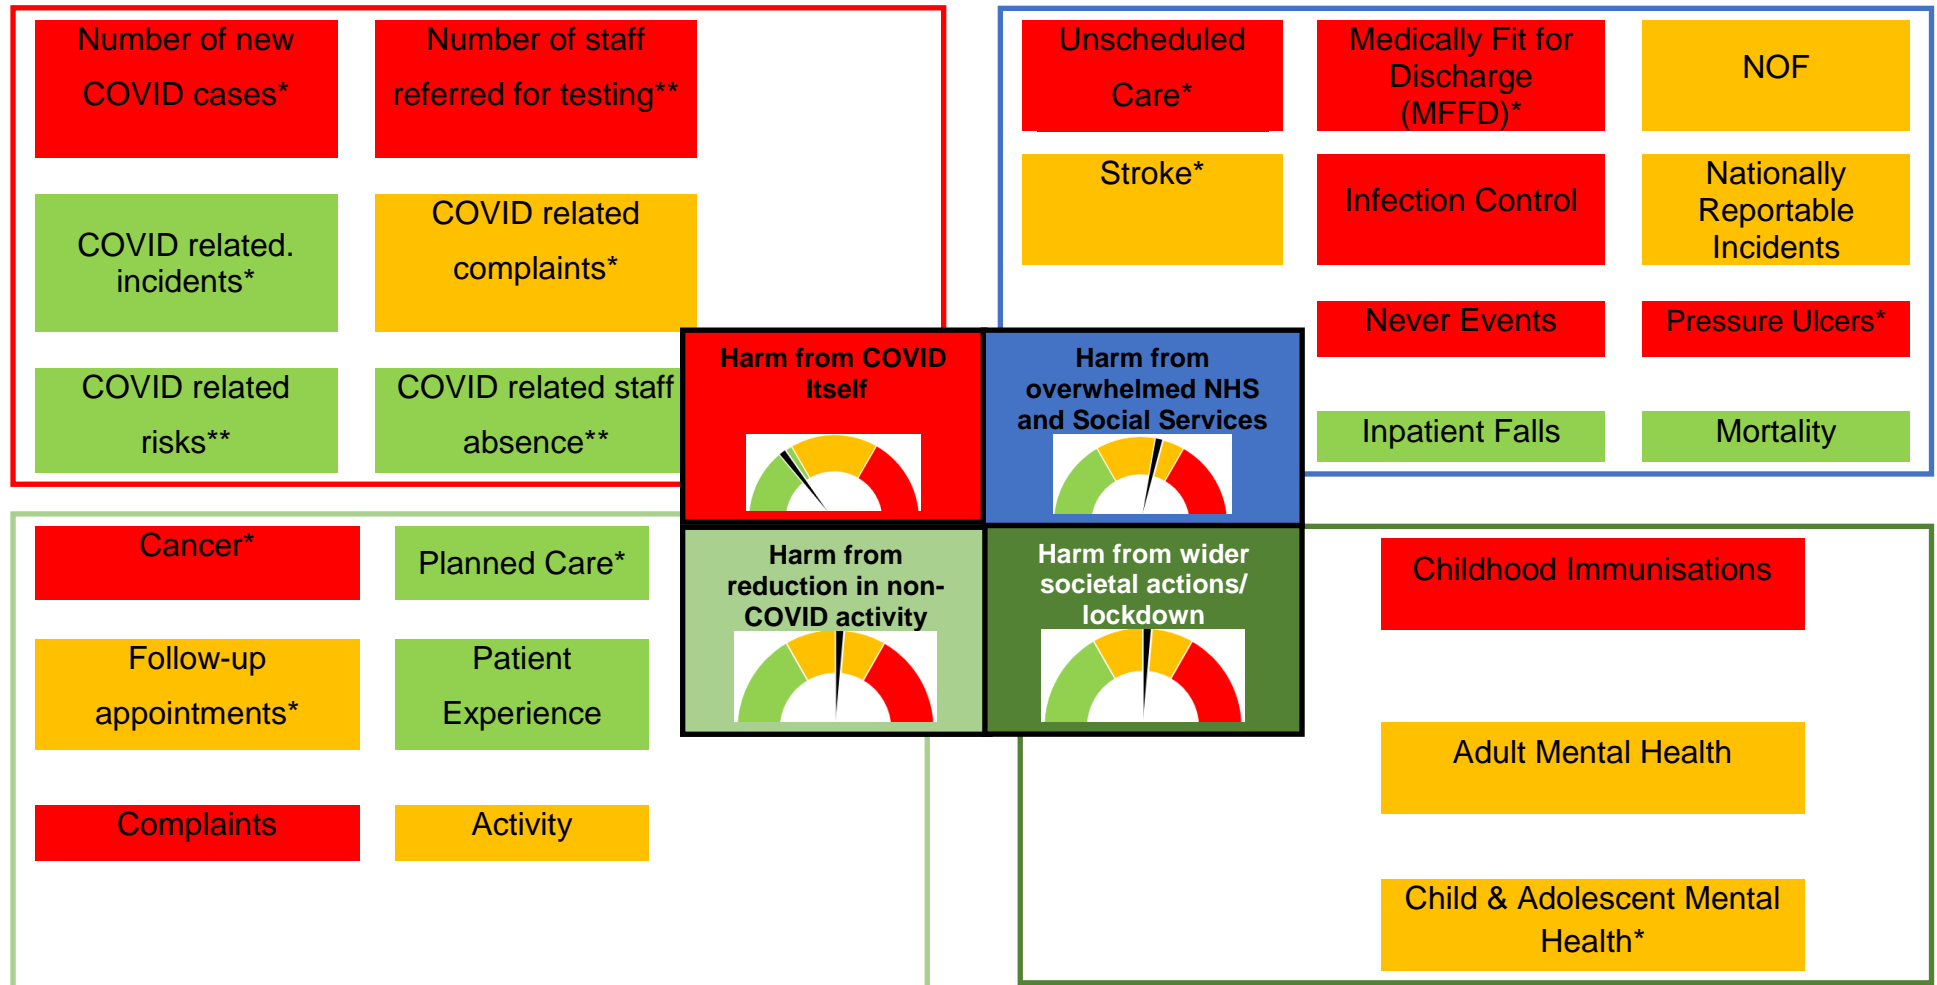 Number of new
COVID cases*
Number of staff
referred for testing**
COVID related.
incidents*
COVID related
complaints*
COVID related
risks**
COVID related staff
absence**
Unscheduled
Care*
Medically Fit for
Discharge
(MFFD)*
NOF
Stroke*
Infection Control
Nationally
Reportable
Incidents
Never Events
Pressure Ulcers*
Inpatient Falls
Mortality
Harm from COVID
Itself
Harm from
overwhelmed NHS
and Social Services
Harm from
reduction in non-
COVID activity
Harm from wider
societal actions/
lockdown
Cancer*
Planned Care*
Follow-up
appointments*
Patient
Experience
Complaints
Activity
Childhood Immunisations
Adult Mental Health
Child & Adolescent Mental
Health*